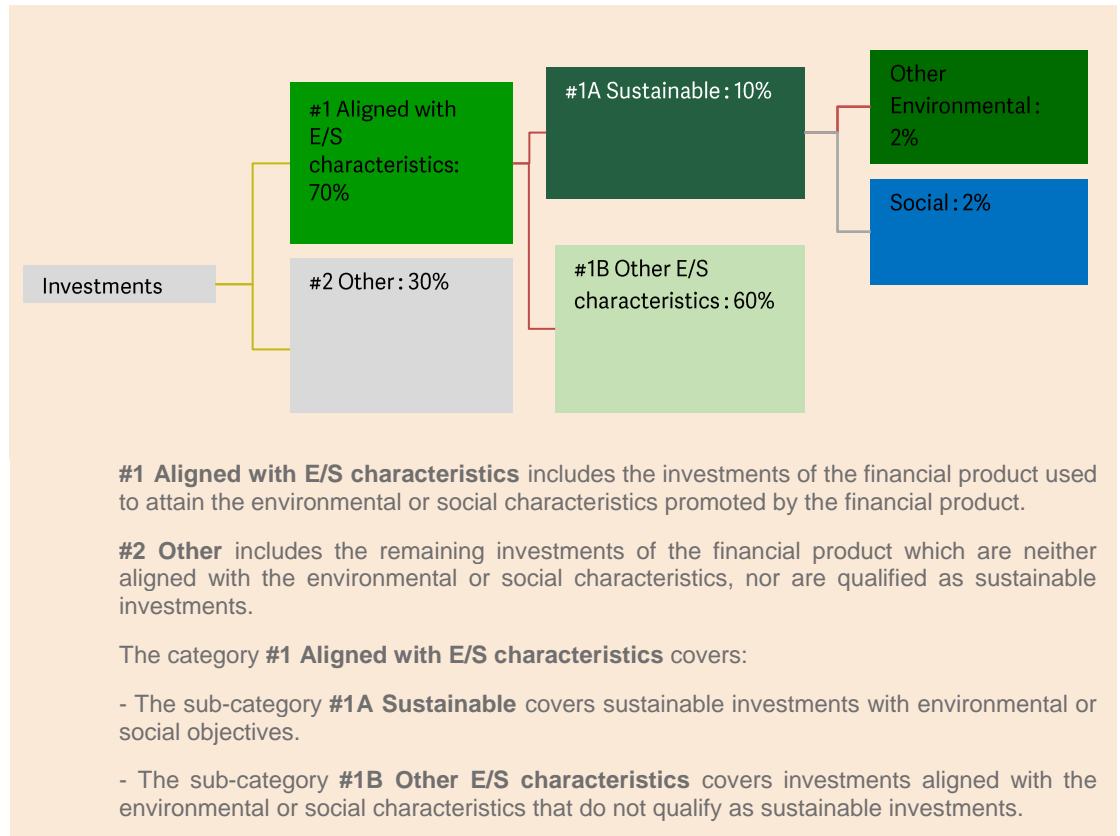 Investments
#1 Aligned with
E/S
characteristics:
70%
#2 Other : 30%
#1A Sustainable : 10%
#1B Other E/S
characteristics : 60%
Other
Environmental :
2%
Social : 2%
#1 Aligned with E/S characteristics includes the investments of the financial product used
to attain the environmental or social characteristics promoted by the financial product.
#2 Other includes the remaining investments of the financial product which are neither
aligned with the environmental or social characteristics, nor are qualified as sustainable
investments.
The category #1 Aligned with E/S characteristics covers:
- The sub-category #1A Sustainable covers sustainable investments with environmental or
social objectives.
- The sub-category #1B Other E/S characteristics covers investments aligned with the
environmental or social characteristics that do not qualify as sustainable investments.